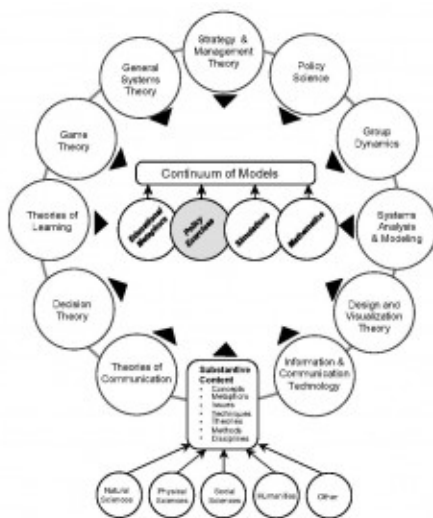 Strategy &
Management
Theory
General
Systems
Theory
Policy
Science
Game
Theory
Group
Dynamics
Continuum of Models
Theories of
Learning
Educational
Metaphors
Policy
Exercises
Simulations
Mathematics
Systems
Analysis
& Modeling
Decision
Theory
Design and
Visualization
Theory
Theories of
Communication
Substantive
Content
• Concepts
• Metaphors
• Issues
• Techniques
• Theories
• Methods
• Disciplines
Information &
Communication
Technology
Natural
Sciences
Physical
Sciences
Social
Sciences
Humanities
Other